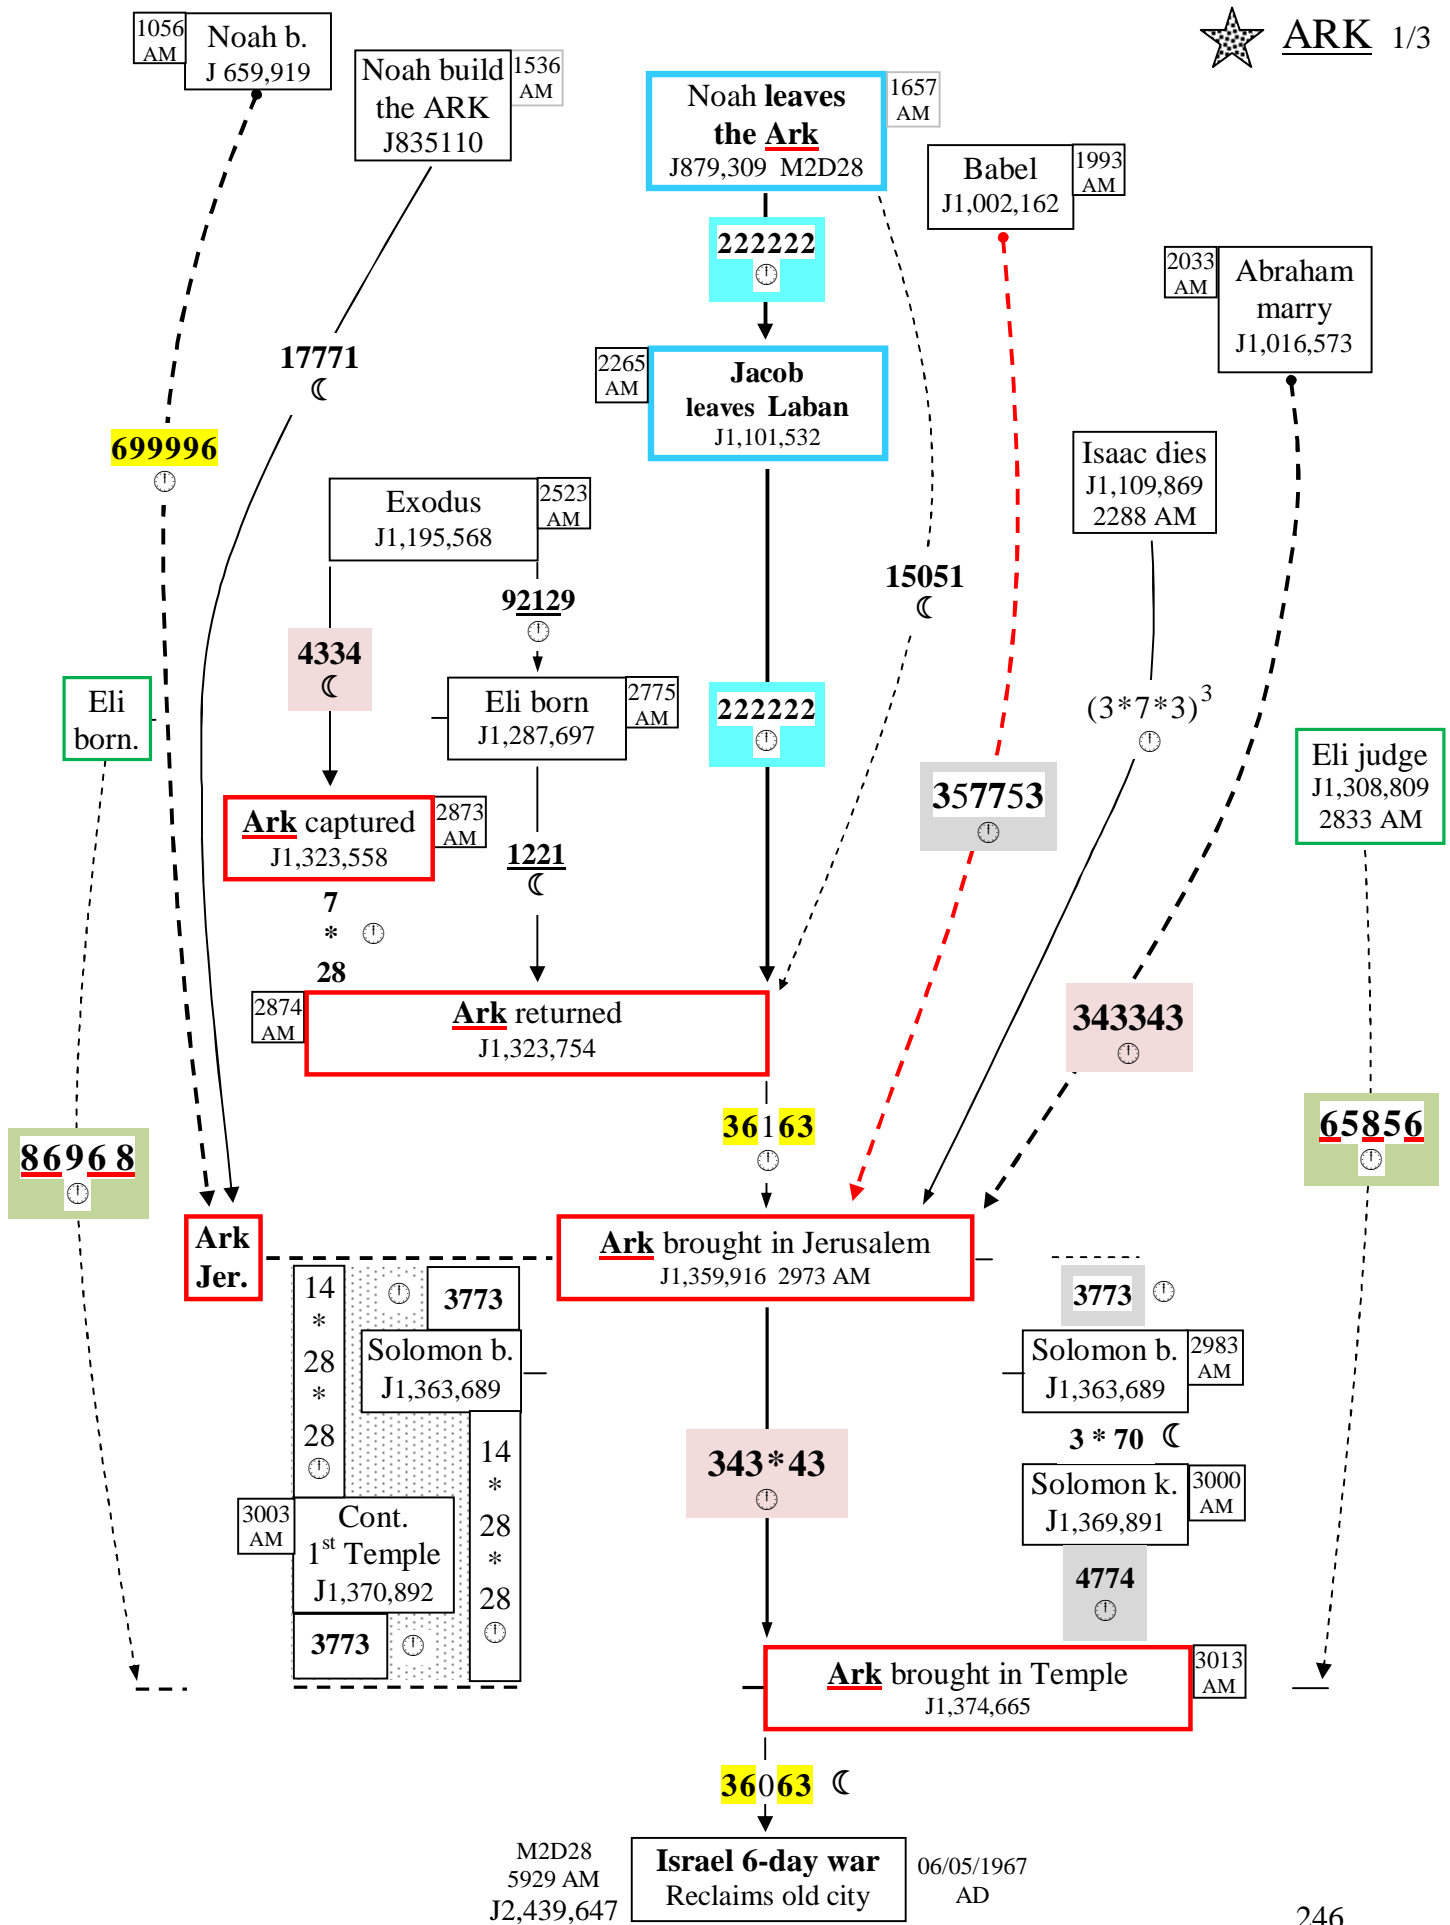 ARK 1/3
1056
AM
Noah b.
J 659,919
Noah build
the ARK
J835110
1536
AM
Noah leaves
the Ark
J879,309 M2D28
1657
AM
Babel
J1,002,162
1993
AM
222222
2033
AM
Abraham
marry
J1,016,573
17771
2265
AM
Jacob
leaves Laban
J1,101,532
699996
Isaac dies
J1,109,869
2288 AM
Exodus
J1,195,568
2523
AM
15051
92129
4334
Eli
born.
Eli born
J1,287,697
2775
AM
222222
(3*7*3)3
Eli judge
J1,308,809
2833 AM
357753
Ark captured
J1,323,558
2873
AM
1221
7
*
28
2874
AM
Ark returned
J1,323,754
343343
36163
86968
65856
Ark
Jer.
Ark brought in Jerusalem
J1,359,916 2973 AM
14
*
28
*
28
3773
3773
Solomon b.
J1,363,689
Solomon b.
J1,363,689
2983
AM
3 * 70
14
*
28
*
28
343*43
Solomon k.
J1,369,891
3000
AM
3003
AM
Cont.
1st Temple
J1,370,892
4774
3773
Ark brought in Temple
J1,374,665
3013
AM
36063
M2D28
5929 AM
J2,439,647
Israel 6-day war
Reclaims old city
06/05/1967
AD
246